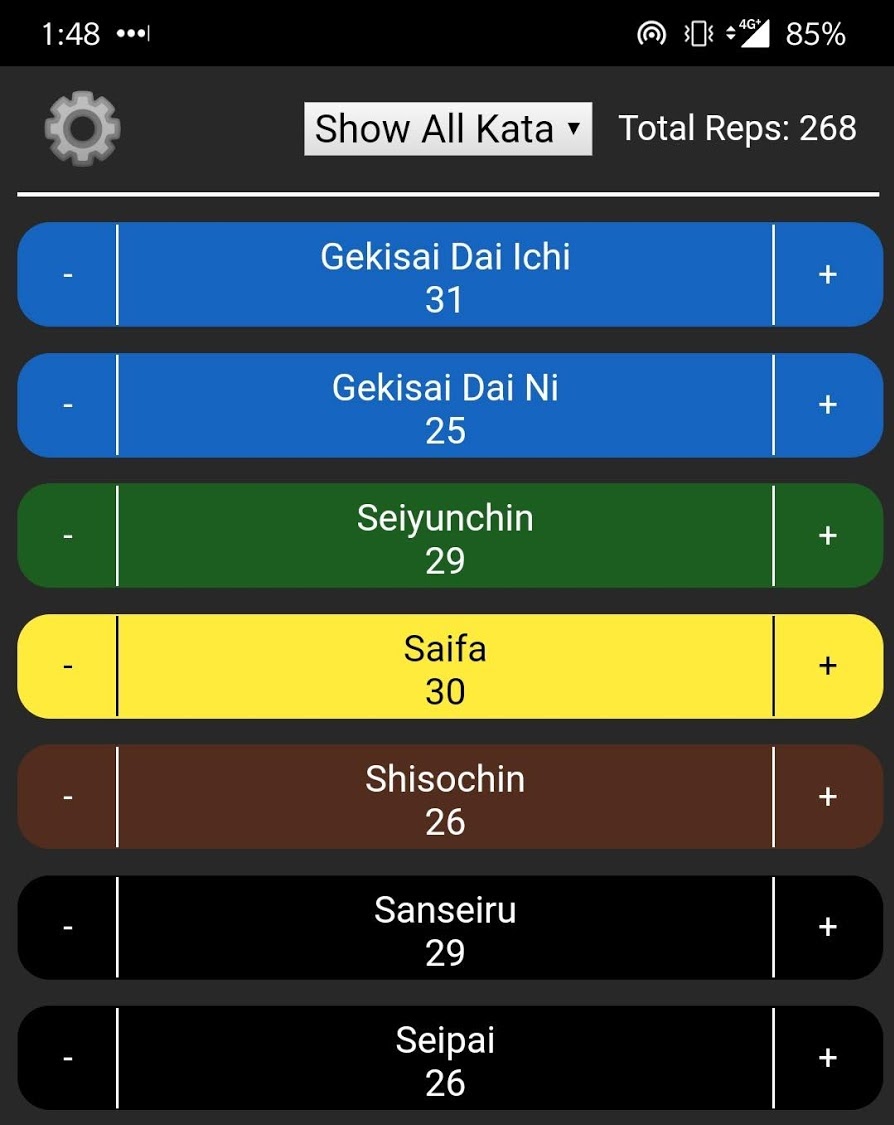 1:48
4G+ 85%
Show All Kata Total Reps: 268
Gekisai Dai Ichi
- 31 +
Gekisai Dai Ni
- 25 +
Seiyunchin
- 29 +
Saifa
- 30 +
Shisochin
- 26 +
Sanseiru
- 29 +
Seipai
- 26 +